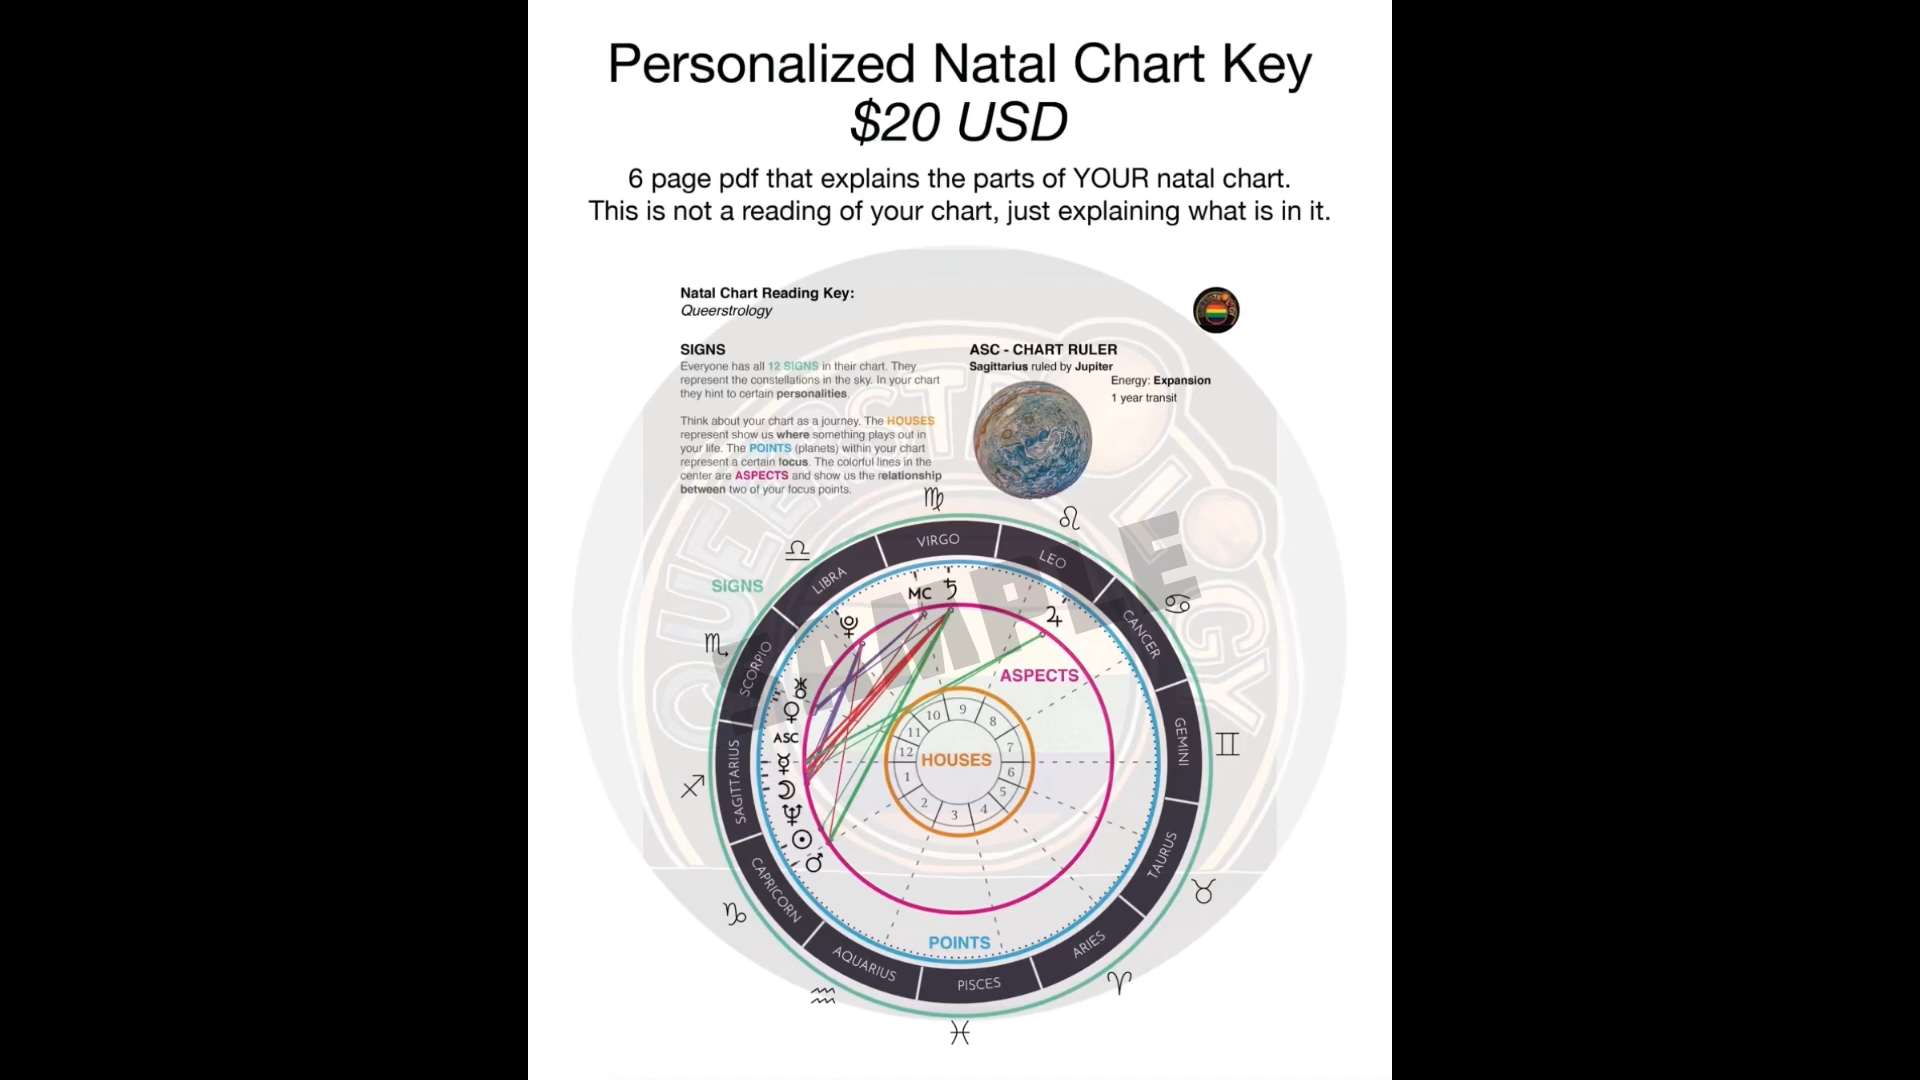 Personalized Natal Chart Key
$20 USD
6 page pdf that explains the parts of YOUR natal chart.
This is not a reading of your chart, just explaining what is in it.
Natal Chart Reading Key:
Queerstrology
SIGNS
Everyone has all 12 SIGNS in their chart. They
represent the constellations in the sky. In your chart
they hint to certain personalities.
Think about your chart as a journey. The HOUSES
represent show us where something plays out in
your life. The POINTS (planets) within your chart
represent a certain focus. The colorful lines in the
center are ASPECTS and show us the relationship
between two of your focus points.
ASC - CHART RULER
Sagittarius ruled by Jupiter
Energy: Expansion
1 year transit
QUEERSTROLOGY
SAMPLE
SIGNS
VIRGO
LEO
CANCER
GEMINI
TAURUS
ARIES
PISCES
AQUARIUS
CAPRICORN
SAGITTARIUS
SCORPIO
LIBRA
MC
ASC
ASPECTS
HOUSES
1
2
3
4
5
6
7
8
9
10
11
12
POINTS